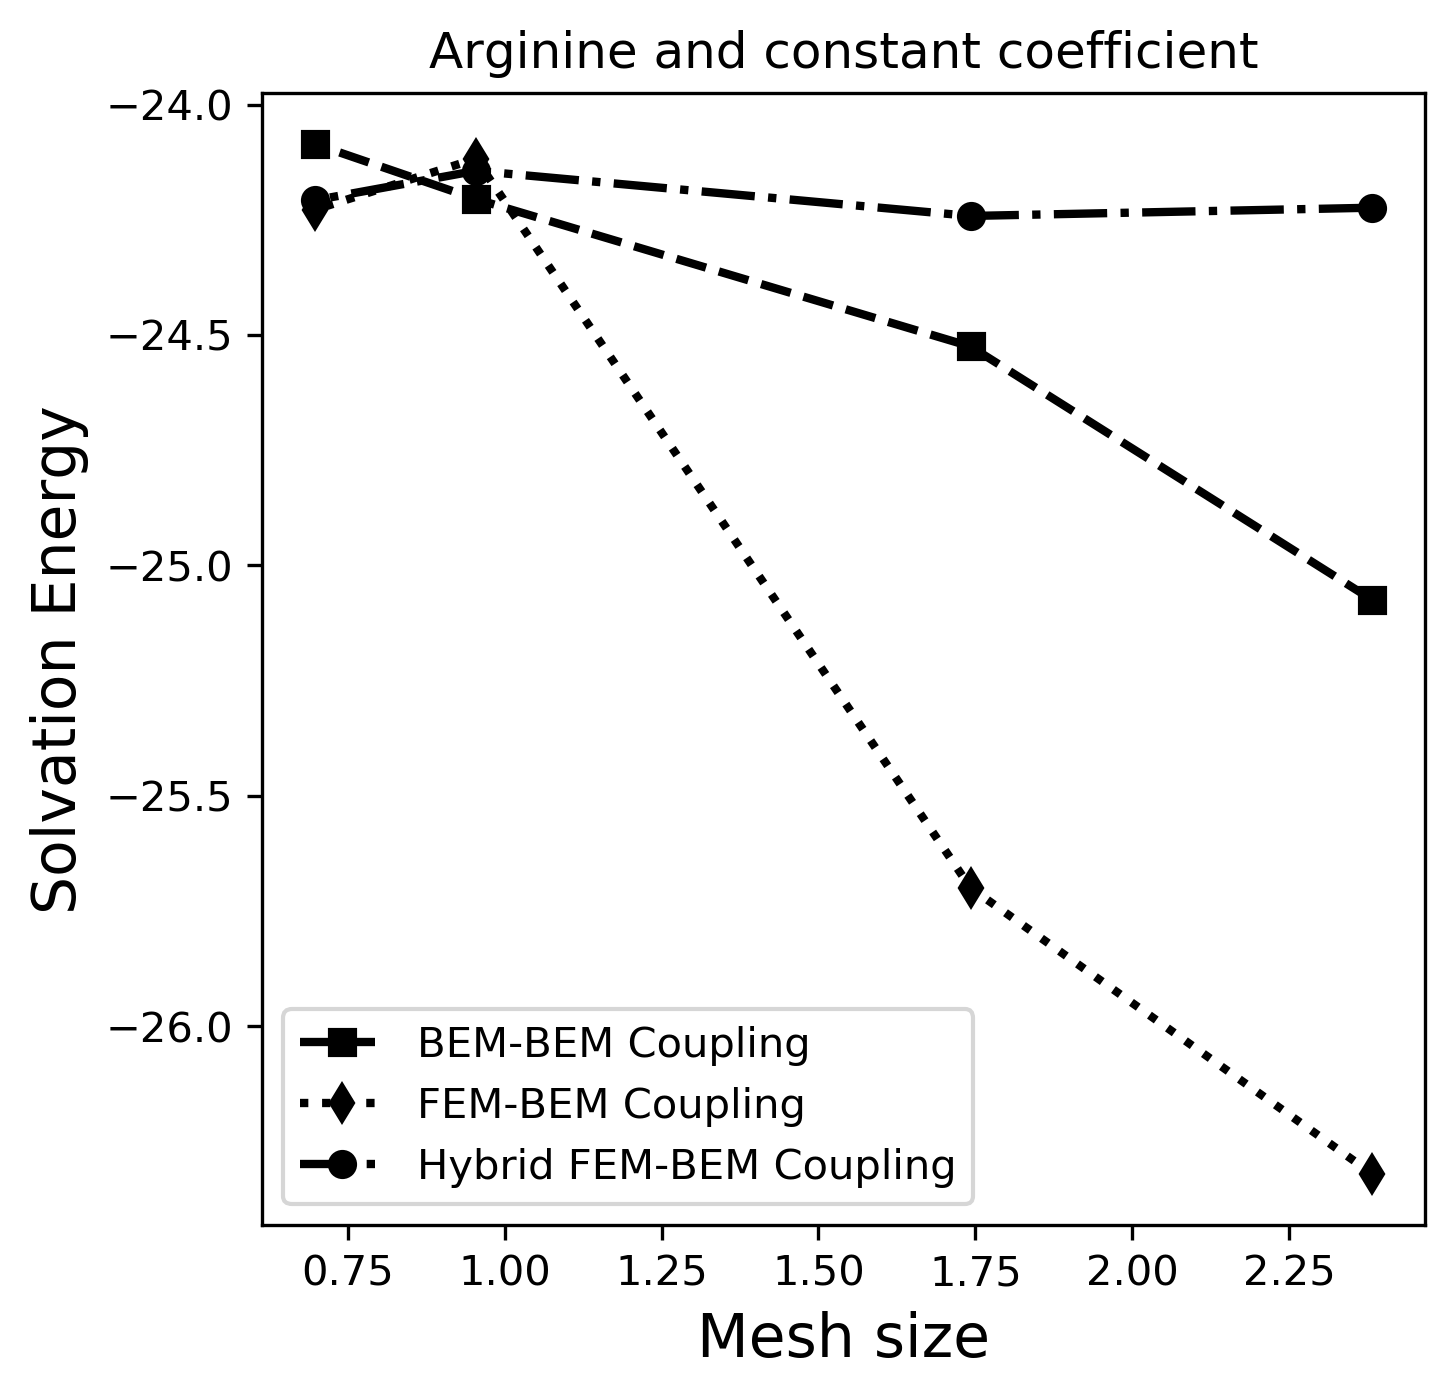 Arginine and constant coefficient
−24.0
−24.5
−25.0
−25.5
−26.0
Solvation Energy
BEM-BEM Coupling
FEM-BEM Coupling
Hybrid FEM-BEM Coupling
0.75 1.00 1.25 1.50 1.75 2.00 2.25
Mesh size